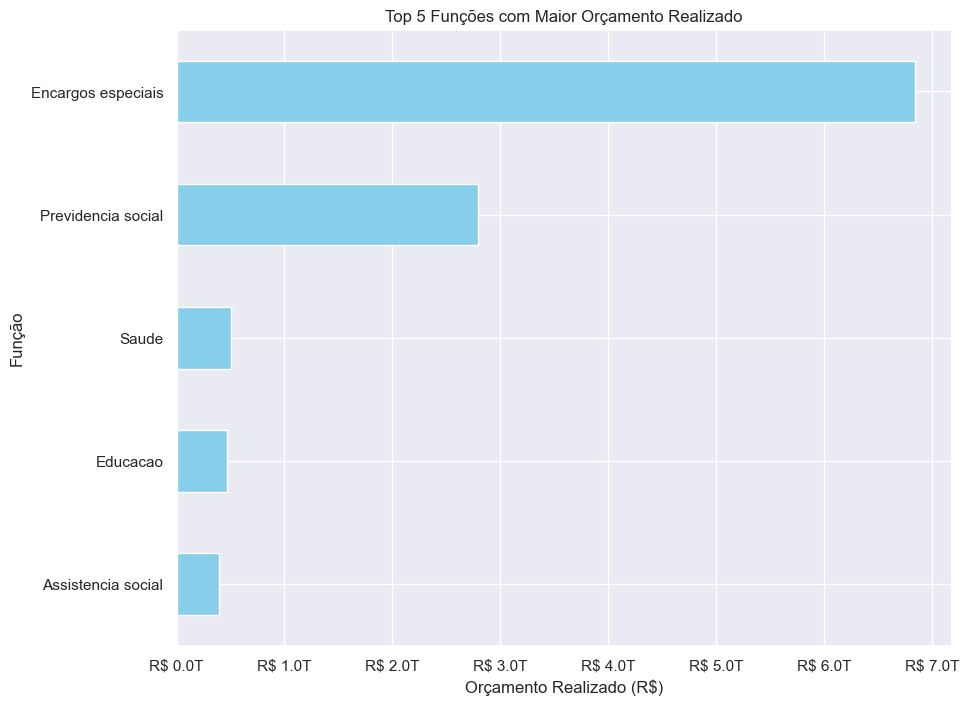 Top 5 Funções com Maior Orçamento Realizado
Encargos especiais
Previdencia social
Saude
Educacao
Assistencia social
Função
R$ 0.0T
R$ 1.0T
R$ 2.0T
R$ 3.0T
R$ 4.0T
R$ 5.0T
R$ 6.0T
R$ 7.0T
Orçamento Realizado (R$)